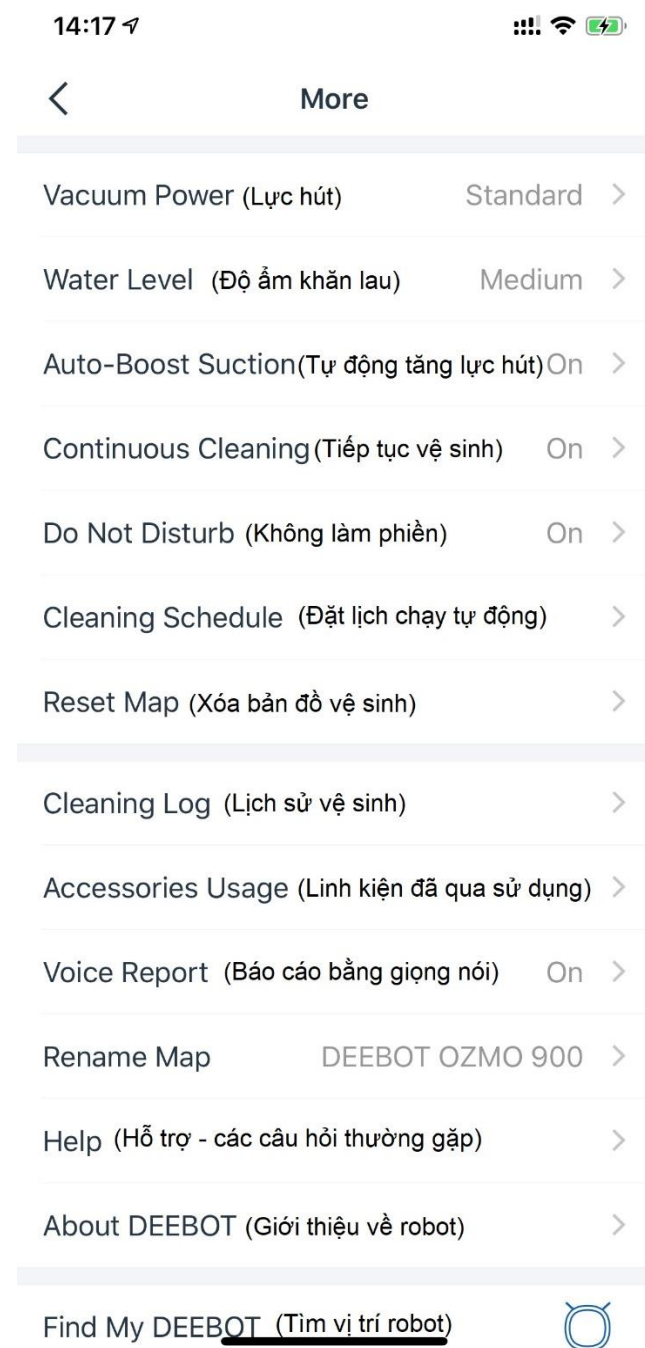 14:17
More
Vacuum Power (Lực hút) Standard
Water Level (Độ ẩm khăn lau) Medium
Auto-Boost Suction(Tự động tăng lực hút) On
Continuous Cleaning(Tiếp tục vệ sinh) On
Do Not Disturb (Không làm phiền) On
Cleaning Schedule (Đặt lịch chạy tự động)
Reset Map (Xóa bản đồ vệ sinh)
Cleaning Log (Lịch sử vệ sinh)
Accessories Usage (Linh kiện đã qua sử dụng)
Voice Report (Báo cáo bằng giọng nói) On
Rename Map DEEBOT OZMO 900
Help (Hỗ trợ - các câu hỏi thường gặp)
About DEEBOT (Giới thiệu về robot)
Find My DEEBOT (Tìm vị trí robot)